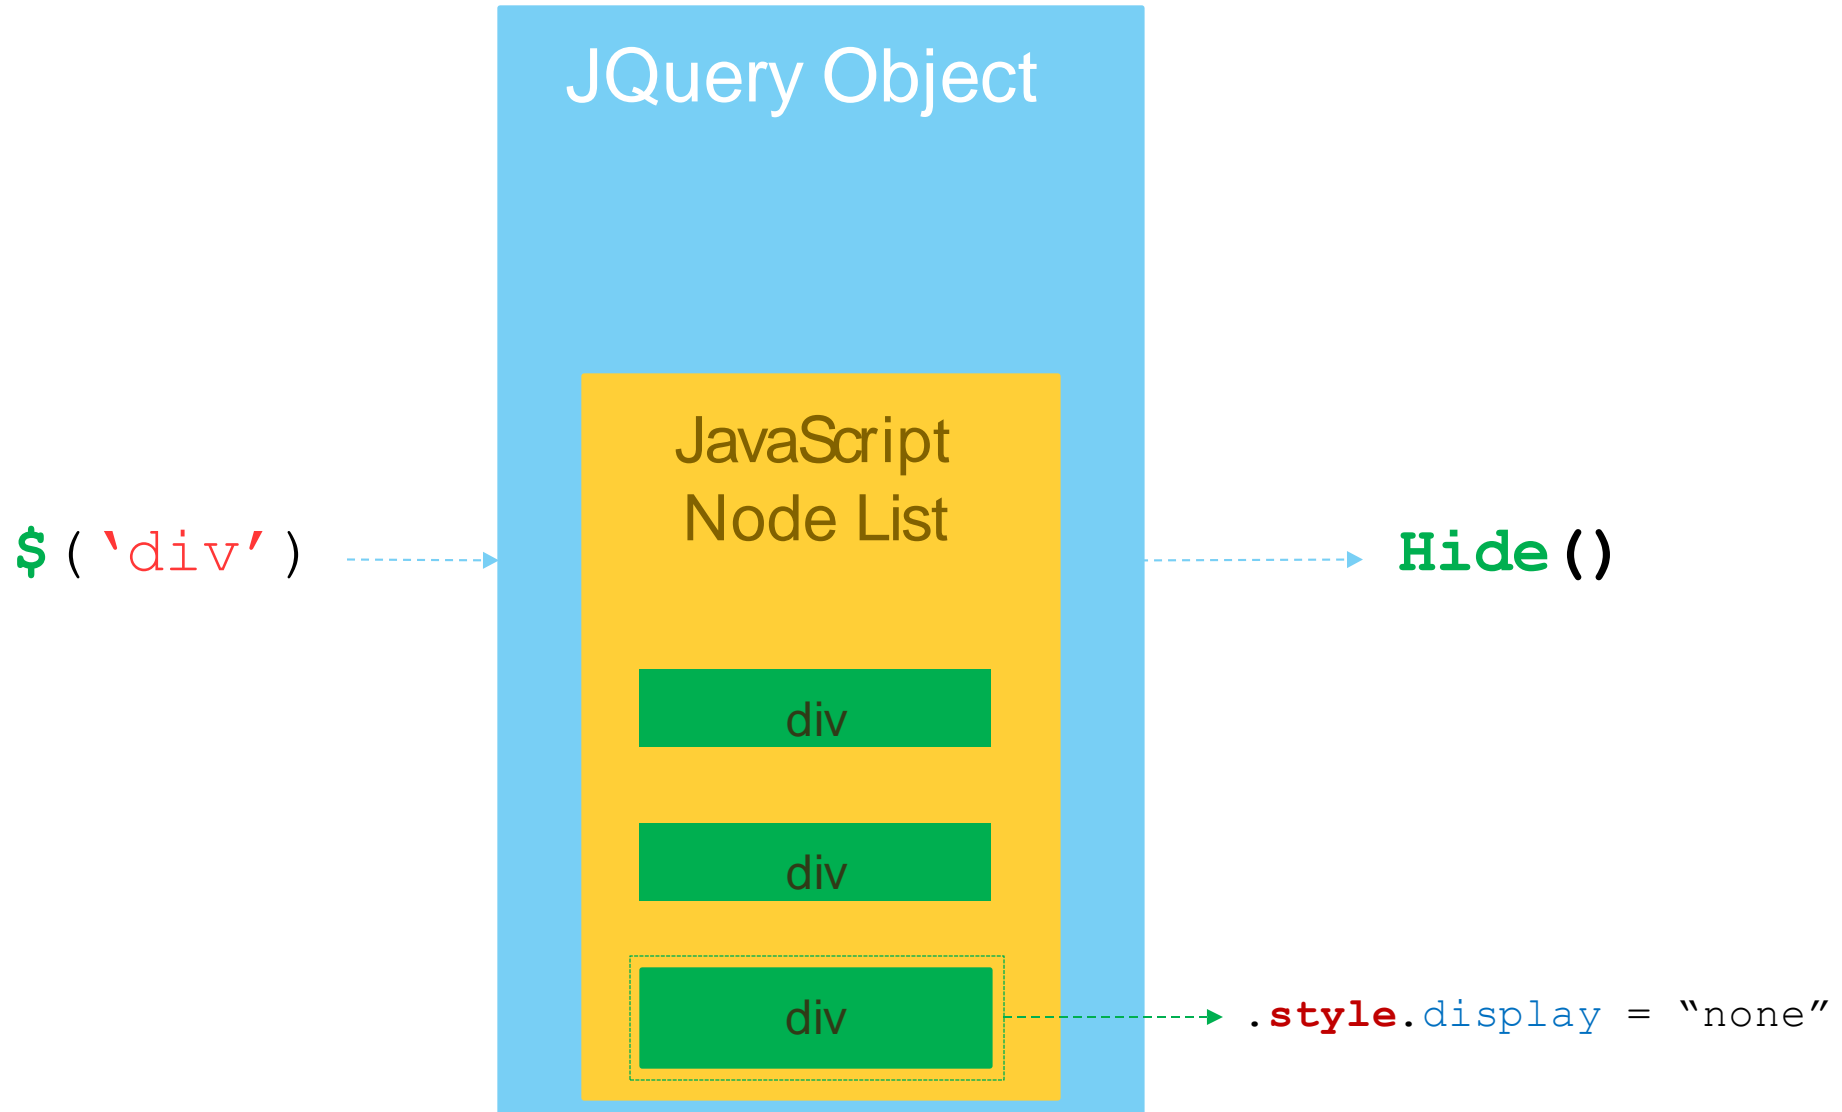 JQuery Object
JavaScript
Node List
$(‘div’)
Hide()
div
div
div
.style.display = “none”